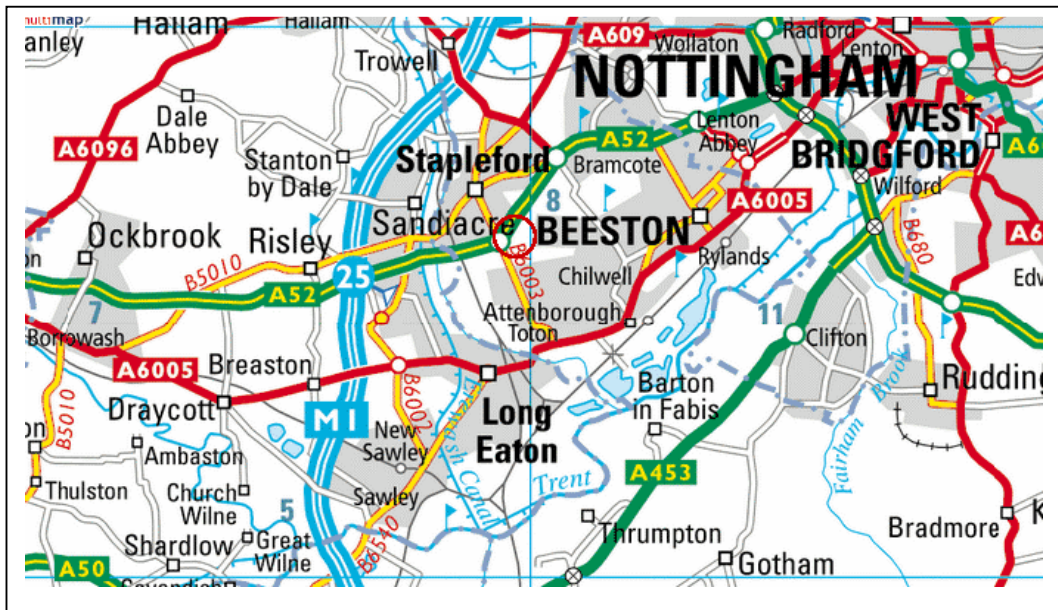 multimap
Hallam
Hallam
A609
Wollaton
Radford
Lenton
anley
Trowell
NOTTINGHAM
Dale
Abbey
A6096
Stanton
by Dale
Stapleford
A52
Bramcote
Lenton
Abbey
WEST
BRIDGFORD
Wilford
A6005
Sandiacre
8
BEESTON
Ockbrook
Risley
B5010
25
A52
B6003
Chilwell
Rylands
B680
7
Borrowash
Attenborough
Toton
11
Clifton
A6005
Breaston
Draycott
B6002
M1
New
Sawley
Long
Eaton
Erewash Canal
Barton
in Fabis
Fairham Brook
Rudding
B5010
Ambaston
Thulston
Church
Wilne
Sawley
Trent
A453
5
Great
Wilne
Shardlow
B6540
Thrumpton
Gotham
Bradmore
K
A50